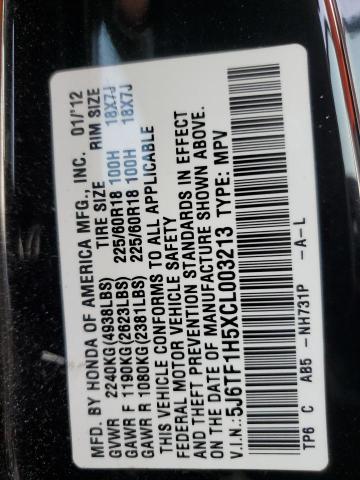 MFD. BY HONDA OF AMERICA MFG., INC. 01/'12
TIRE SIZE RIM SIZE
GVWR 2240KG(4938LBS)
GAWR F 1190KG(2623LBS) 225/60R18 100H 18X7J
GAWR R 1080KG(2381LBS) 225/60R18 100H 18X7J
THIS VEHICLE CONFORMS TO ALL APPLICABLE
FEDERAL MOTOR VEHICLE SAFETY
AND THEFT PREVENTION STANDARDS IN EFFECT
ON THE DATE OF MANUFACTURE SHOWN ABOVE.
V.I.N.: 5J6TF1H5XCL003213 TYPE: MPV
TP6 C AB5 -NH731P -A-L